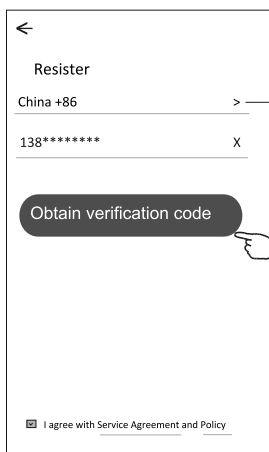 Resister
China +86 >
138******** X
Obtain verification code
I agree with Service Agreement and Policy